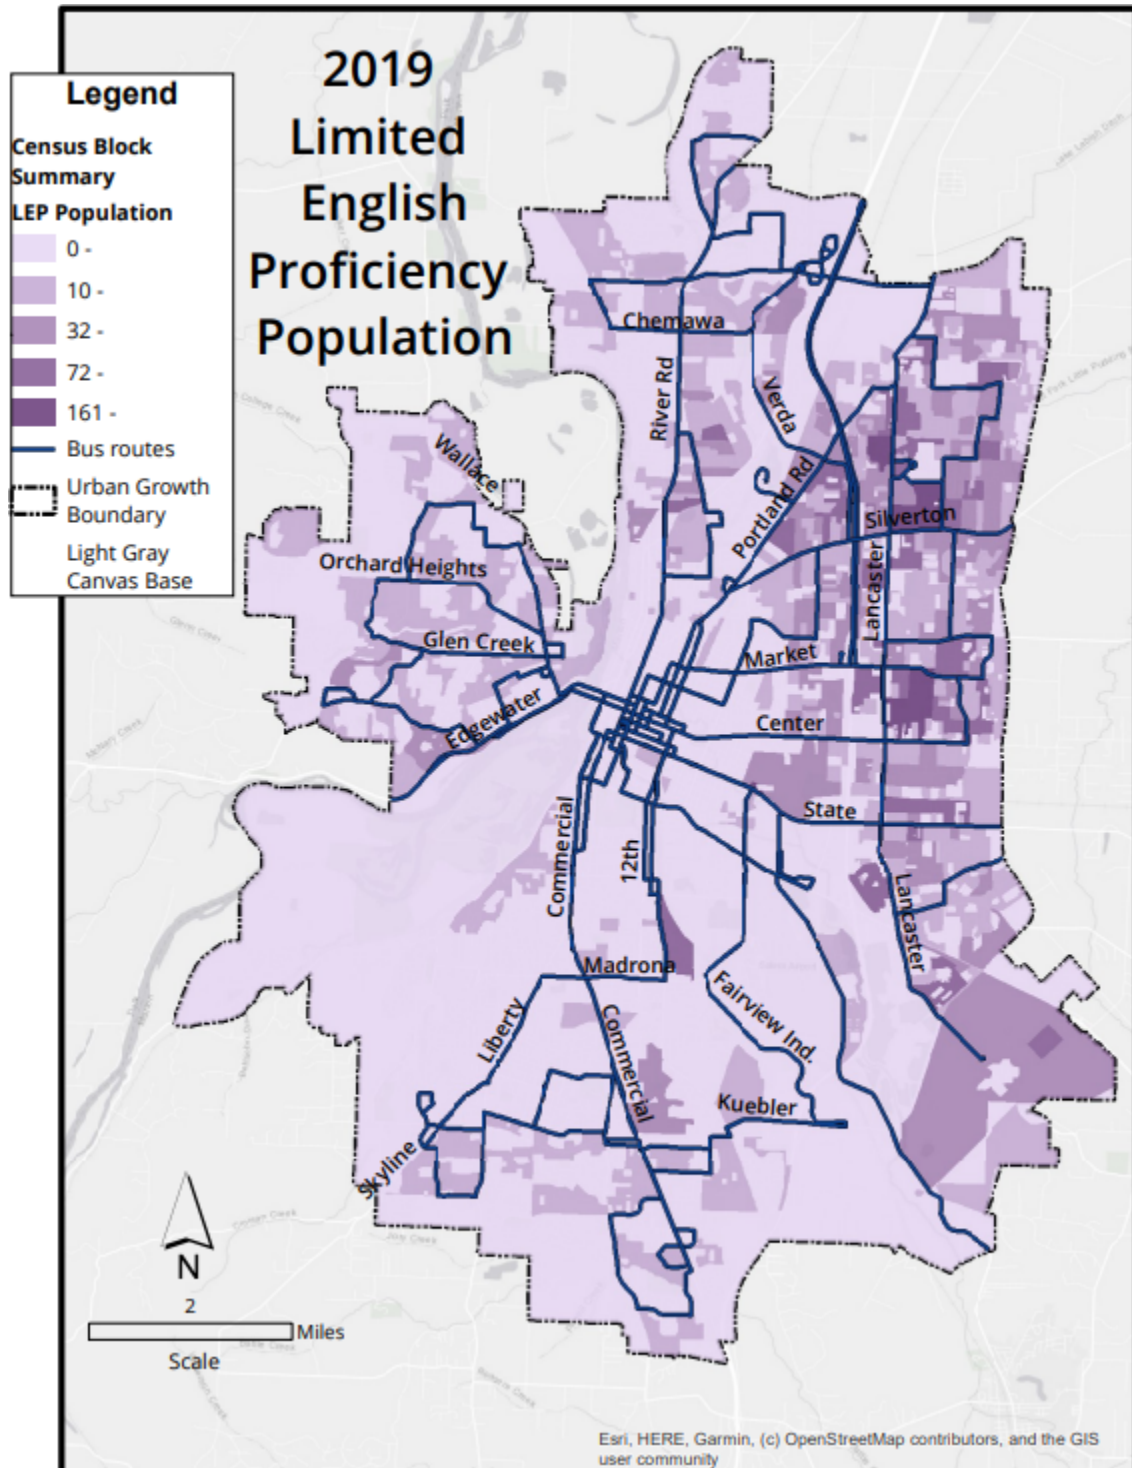 2019
Limited
English
Proficiency
Population
Legend
Census Block
Summary
LEP Population
0 -
10 -
32 -
72 -
161 -
Bus routes
Urban Growth
Boundary
Light Gray
Canvas Base
Chemawa
River Rd
Verda
Wallace
Portland Rd
Silverton
Orchard Heights
Lancaster
Glen Creek
Market
Edgewater
Center
State
Commercial
12th
Lancaster
Madrona
Fairview Ind.
Liberty
Commercial
Kuebler
Skyline
N
2
Miles
Scale
Esri, HERE, Garmin, (c) OpenStreetMap contributors, and the GIS
user community